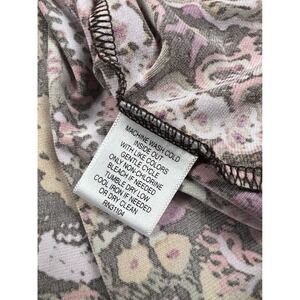 MACHINE WASH COLD
INSIDE OUT
WITH LIKE COLORS
GENTLE CYCLE
ONLY NON-CHLORINE
BLEACH IF NEEDED
TUMBLE DRY LOW
COOL IRON IF NEEDED
OR DRY CLEAN
RN31104